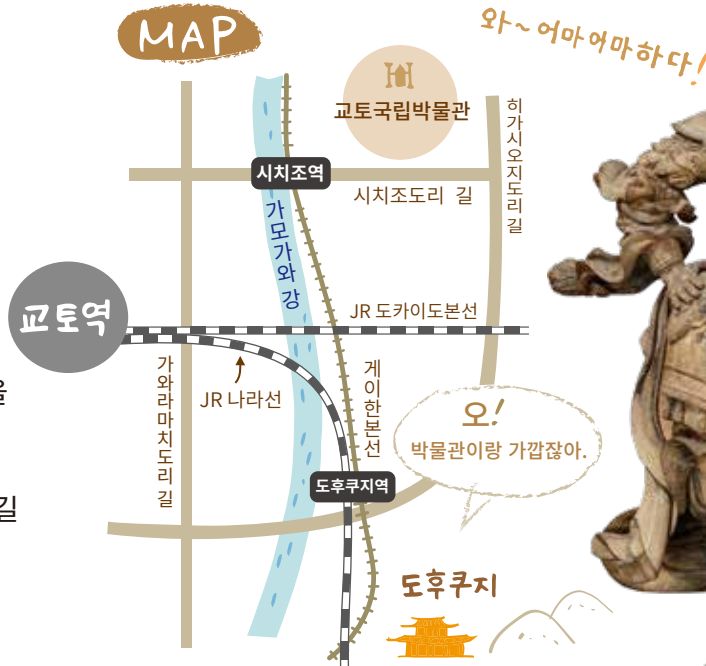 MAP
와~어마어마하다!
교토국립박물관
히가시오지도리 길
시치조역
시치조도리 길
가모가와 강
교토역
JR 도카이도본선
가와라마치도리 길
JR 나라선
게이한본선
을
오!
박물관이랑 가깝잖아.
도후쿠지역
길
도후쿠지